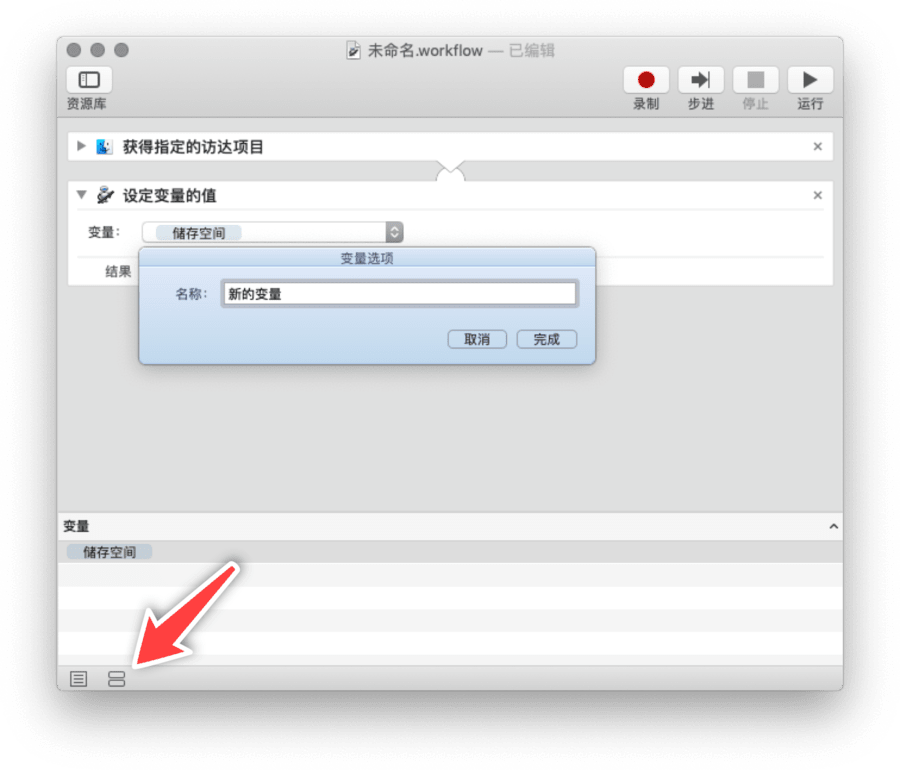 未命名.workflow — 已编辑
资源库
录制 步进 停止 运行
获得指定的访达项目
设定变量的值
变量： 储存空间
变量选项
结果
名称： 新的变量
取消 完成
变量
储存空间